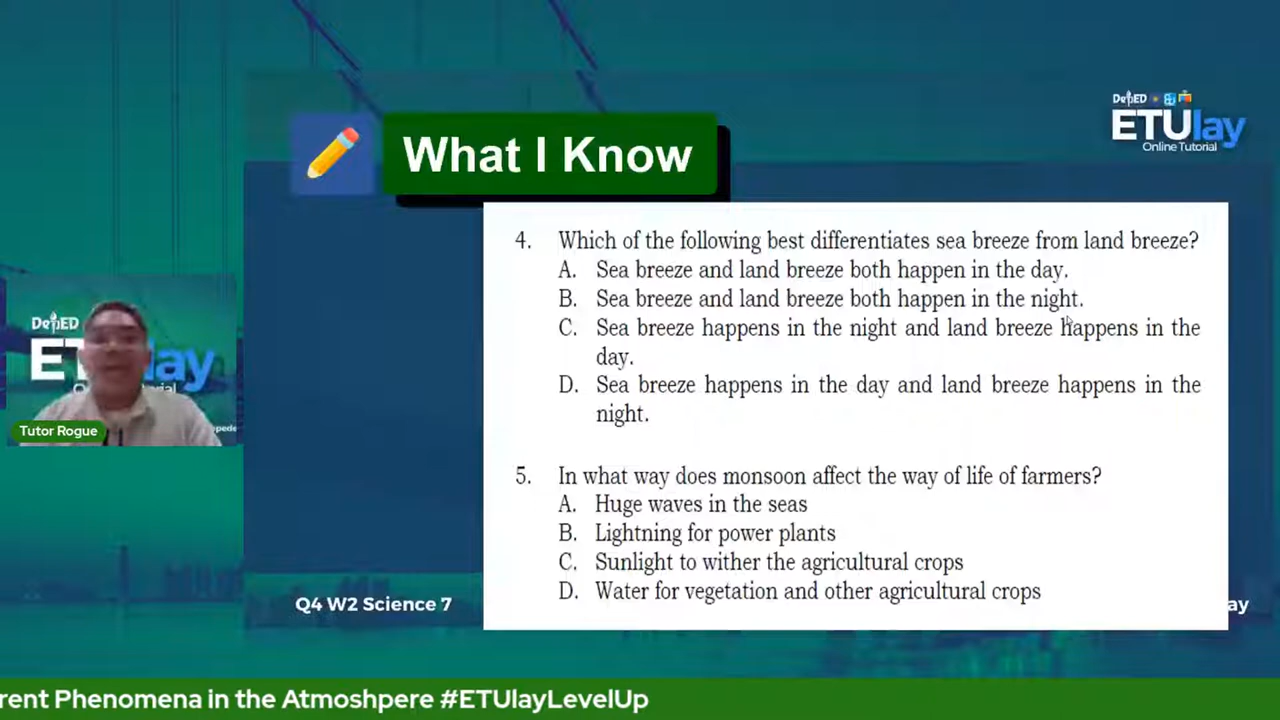 DepED
ETUlay
Online Tutorial
What I Know
4. Which of the following best differentiates sea breeze from land breeze?
A. Sea breeze and land breeze both happen in the day.
B. Sea breeze and land breeze both happen in the night.
C. Sea breeze happens in the night and land breeze happens in the
day.
D. Sea breeze happens in the day and land breeze happens in the
night.
5. In what way does monsoon affect the way of life of farmers?
A. Huge waves in the seas
B. Lightning for power plants
C. Sunlight to wither the agricultural crops
D. Water for vegetation and other agricultural crops
DepED
Tutor Rogue
Q4 W2 Science 7
ay
rent Phenomena in the Atmoshpere #ETUlayLevelUp